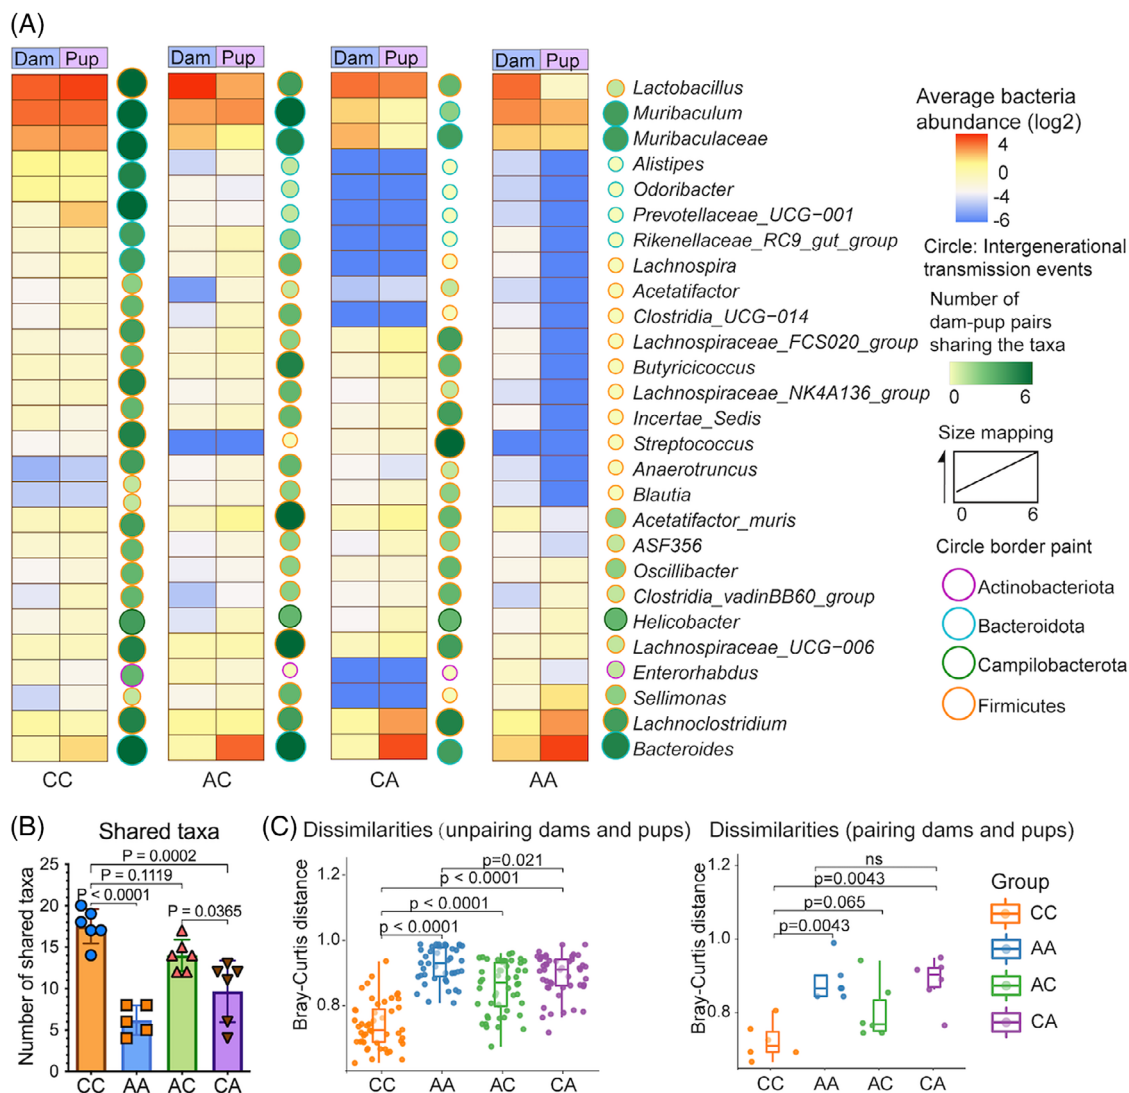 (A)
Dam Pup Dam Pup Dam Pup Dam Pup
Lactobacillus
Muribaculum
Muribaculaceae
Alistipes
Odoribacter
Prevotellaceae_UCG−001
Rikenellaceae_RC9_gut_group
Lachnospira
Acetatifactor
Clostridia_UCG−014
Lachnospiraceae_FCS020_group
Butyricicoccus
Lachnospiraceae_NK4A136_group
Incertae_Sedis
Streptococcus
Anaerotruncus
Blautia
Acetatifactor_muris
ASF356
Oscillibacter
Clostridia_vadinBB60_group
Helicobacter
Lachnospiraceae_UCG−006
Enterorhabdus
Sellimonas
Lachnoclostridium
Bacteroides
CC AC CA AA
Average bacteria
abundance (log2)
4
0
-4
-6
Circle: Intergenerational
transmission events
Number of
dam-pup pairs
sharing the taxa
0 6
Size mapping
0 6
Circle border paint
Actinobacteriota
Bacteroidota
Campilobacterota
Firmicutes
(B)
Shared taxa
P = 0.0002
P = 0.1119
P < 0.0001
P = 0.0365
Number of shared taxa
25
20
15
10
5
0
CC AA AC CA
(C) Dissimilarities (unpairing dams and pups)
p=0.021
p < 0.0001
p < 0.0001
p < 0.0001
Bray-Curtis distance
1.2
1.0
0.8
CC AA AC CA
Dissimilarities (pairing dams and pups)
ns
p=0.0043
p=0.065
p=0.0043
Bray-Curtis distance
1.2
1.0
0.8
CC AA AC CA
Group
CC
AA
AC
CA